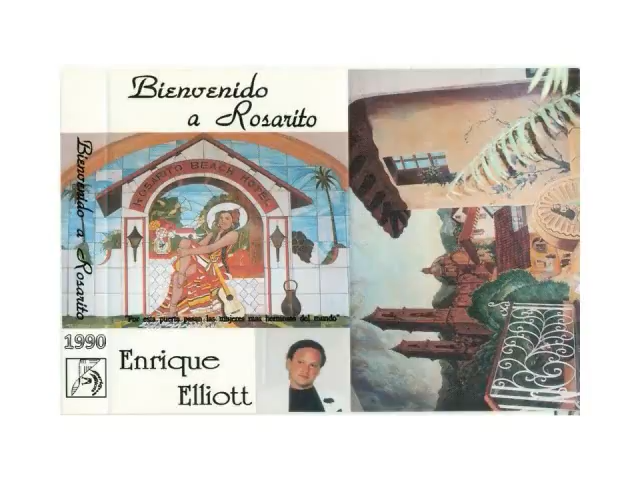 Bienvenido
a Rosarito
Bienvenido a Rosarito
ROSARITO BEACH HOTEL
"Por esta puerta pasan las mujeres mas hermosas del mundo"
1990
Enrique
Elliott